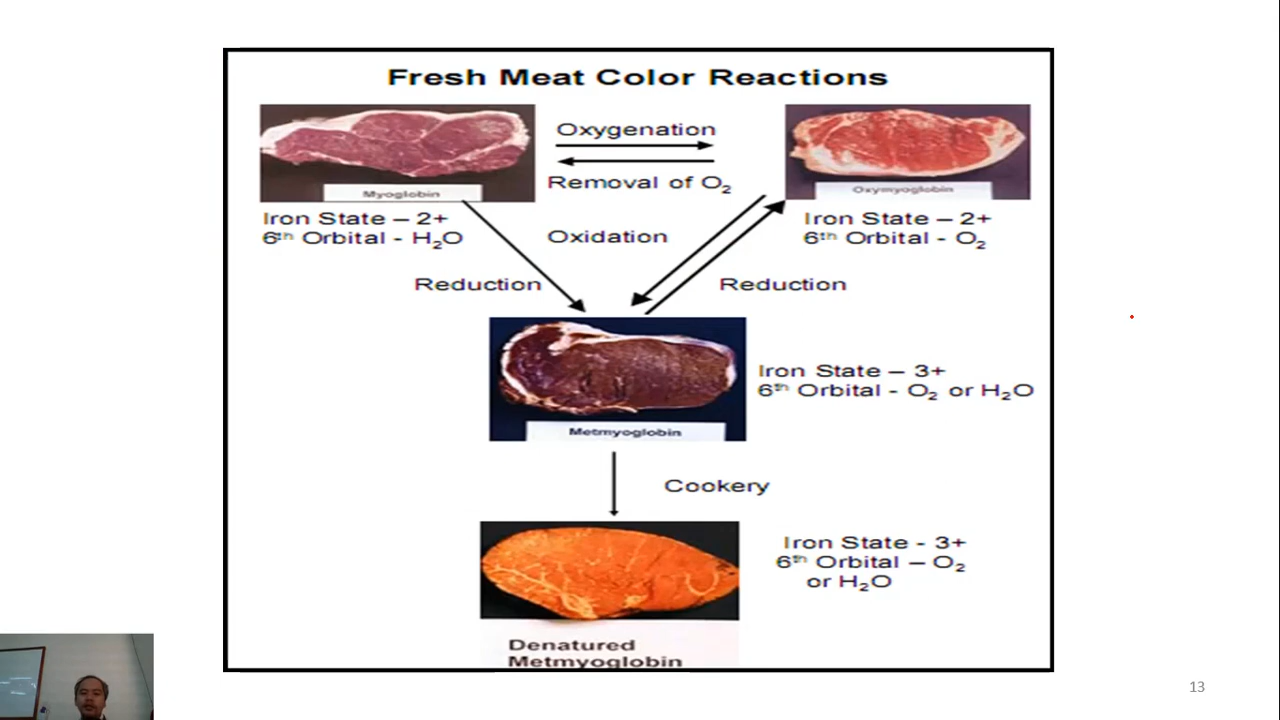 Fresh Meat Color Reactions
Oxygenation
Removal of O₂
Myoglobin
Oxymyoglobin
Iron State – 2+
6th Orbital - H₂O
Oxidation
Iron State – 2+
6th Orbital - O₂
Reduction
Reduction
Iron State – 3+
6th Orbital - O₂ or H₂O
Metmyoglobin
Cookery
Iron State - 3+
6th Orbital – O₂
or H₂O
Denatured
Metmyoglobin
13